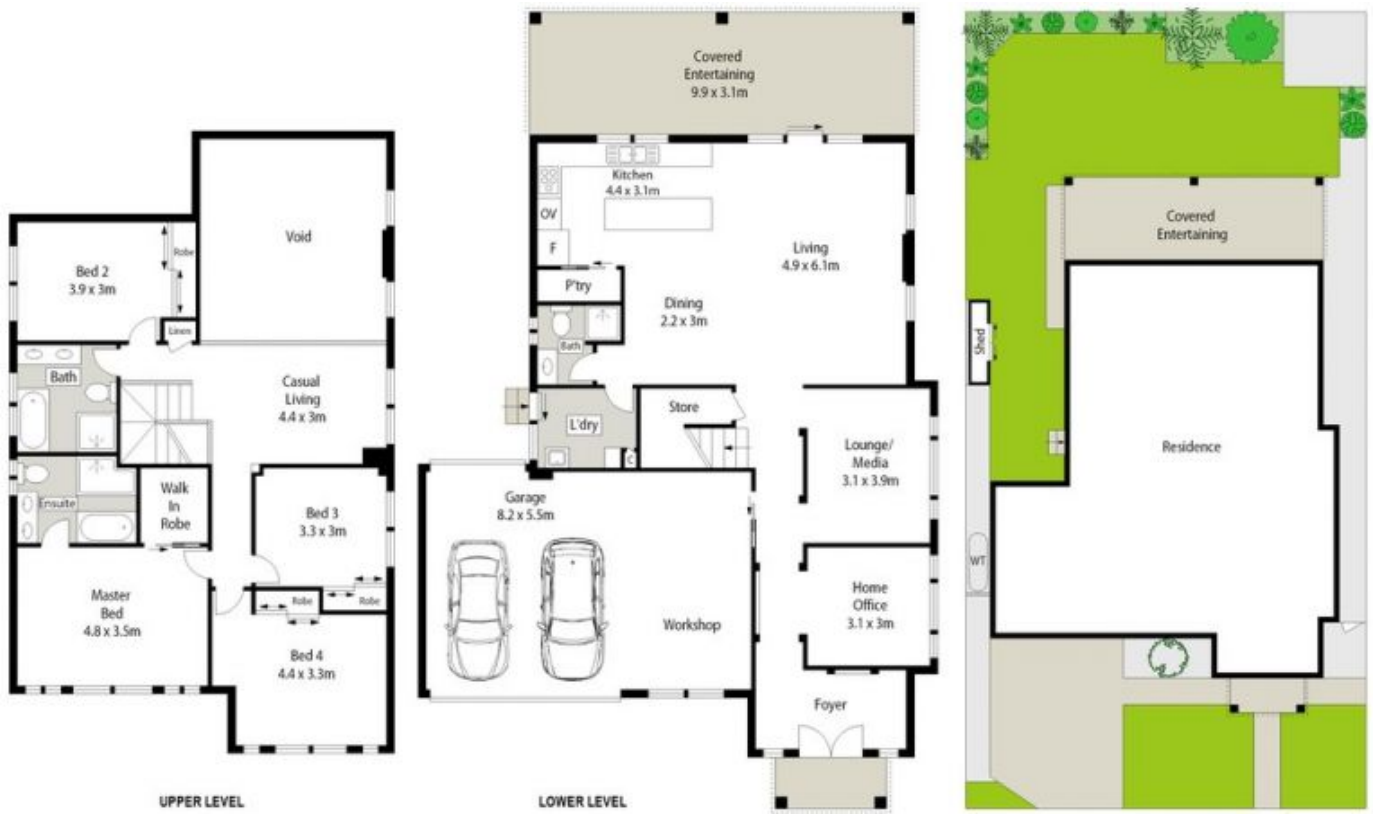 Void
Bed 2
3.9 x 3m
Robe
Linen
Bath
Casual
Living
4.4 x 3m
Ensuite
Walk
In
Robe
Bed 3
3.3 x 3m
Robe
Robe
Master
Bed
4.8 x 3.5m
Bed 4
4.4 x 3.3m
UPPER LEVEL
Covered
Entertaining
9.9 x 3.1m
Kitchen
4.4 x 3.1m
OV
F
P'try
Living
4.9 x 6.1m
Dining
2.2 x 3m
Bath
L'dry
C
Store
Lounge/
Media
3.1 x 3.9m
Garage
8.2 x 5.5m
Workshop
Home
Office
3.1 x 3m
Foyer
LOWER LEVEL
Covered
Entertaining
Shed
Residence
WT